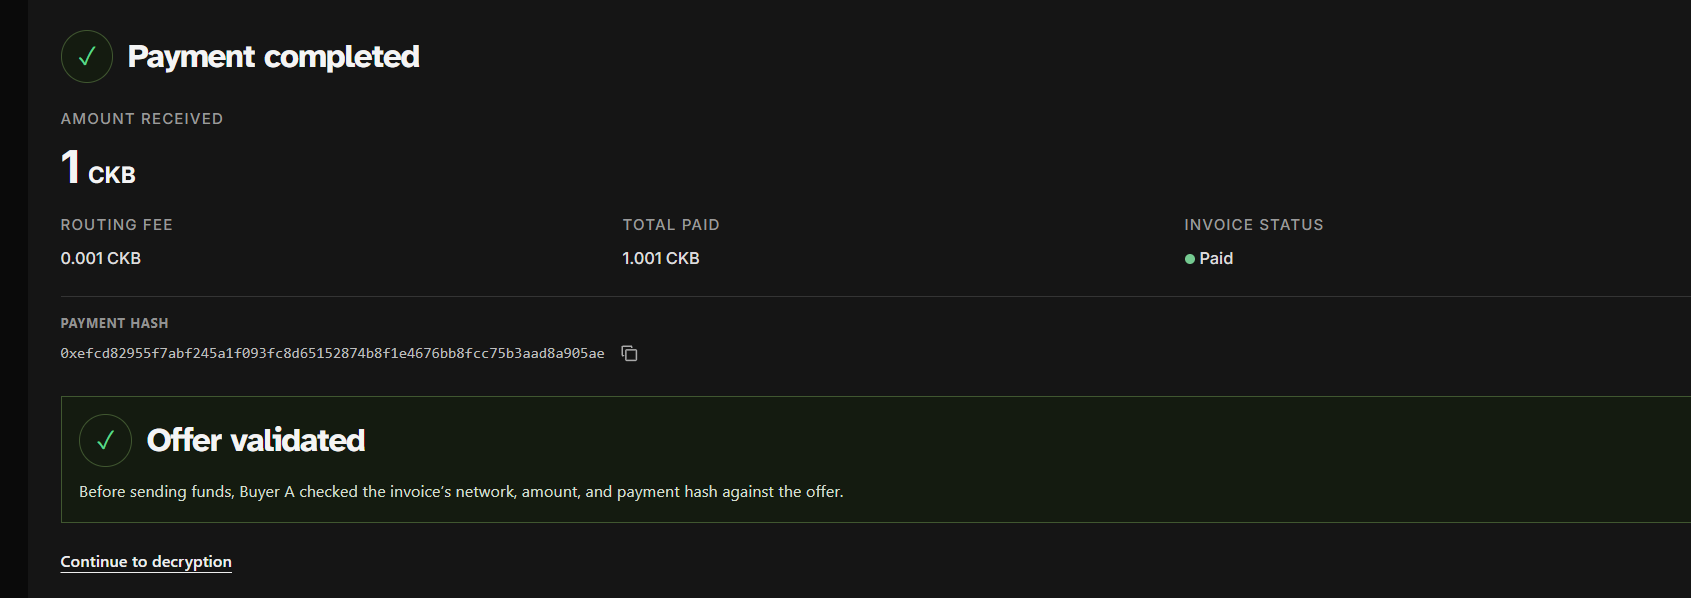 ✓ Payment completed
AMOUNT RECEIVED
1 CKB
ROUTING FEE
0.001 CKB
TOTAL PAID
1.001 CKB
INVOICE STATUS
Paid
PAYMENT HASH
0xefcd82955f7abf245a1f093fc8d65152874b8f1e4676bb8fcc75b3aad8a905ae
✓ Offer validated
Before sending funds, Buyer A checked the invoice’s network, amount, and payment hash against the offer.
Continue to decryption